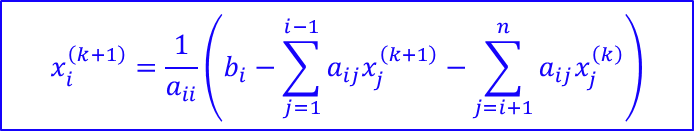 $x_i^{(k+1)} = \frac{1}{a_{ii}} \left( b_i - \sum_{j=1}^{i-1} a_{ij} x_j^{(k+1)} - \sum_{j=i+1}^{n} a_{ij} x_j^{(k)} \right)$